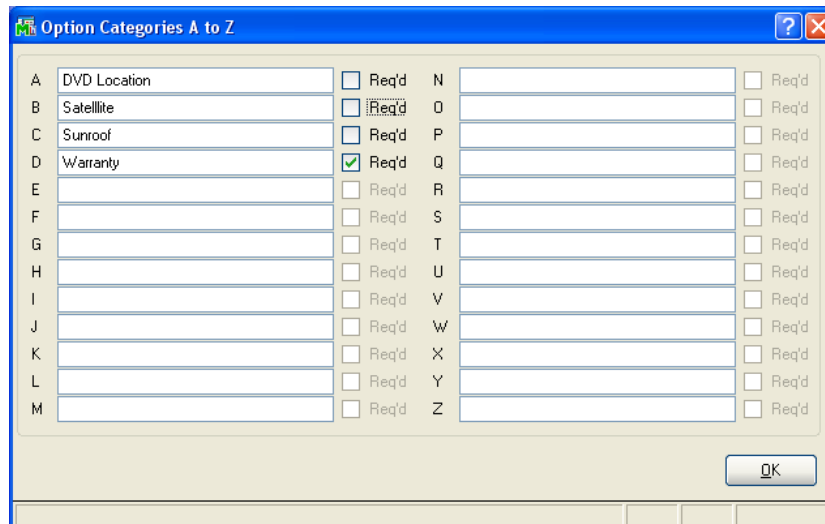 Option Categories A to Z
A DVD Location Req'd N Req'd
B Satelllite Req'd O Req'd
C Sunroof Req'd P Req'd
D Warranty Req'd Q Req'd
E Req'd R Req'd
F Req'd S Req'd
G Req'd T Req'd
H Req'd U Req'd
I Req'd V Req'd
J Req'd W Req'd
K Req'd X Req'd
L Req'd Y Req'd
M Req'd Z Req'd
OK